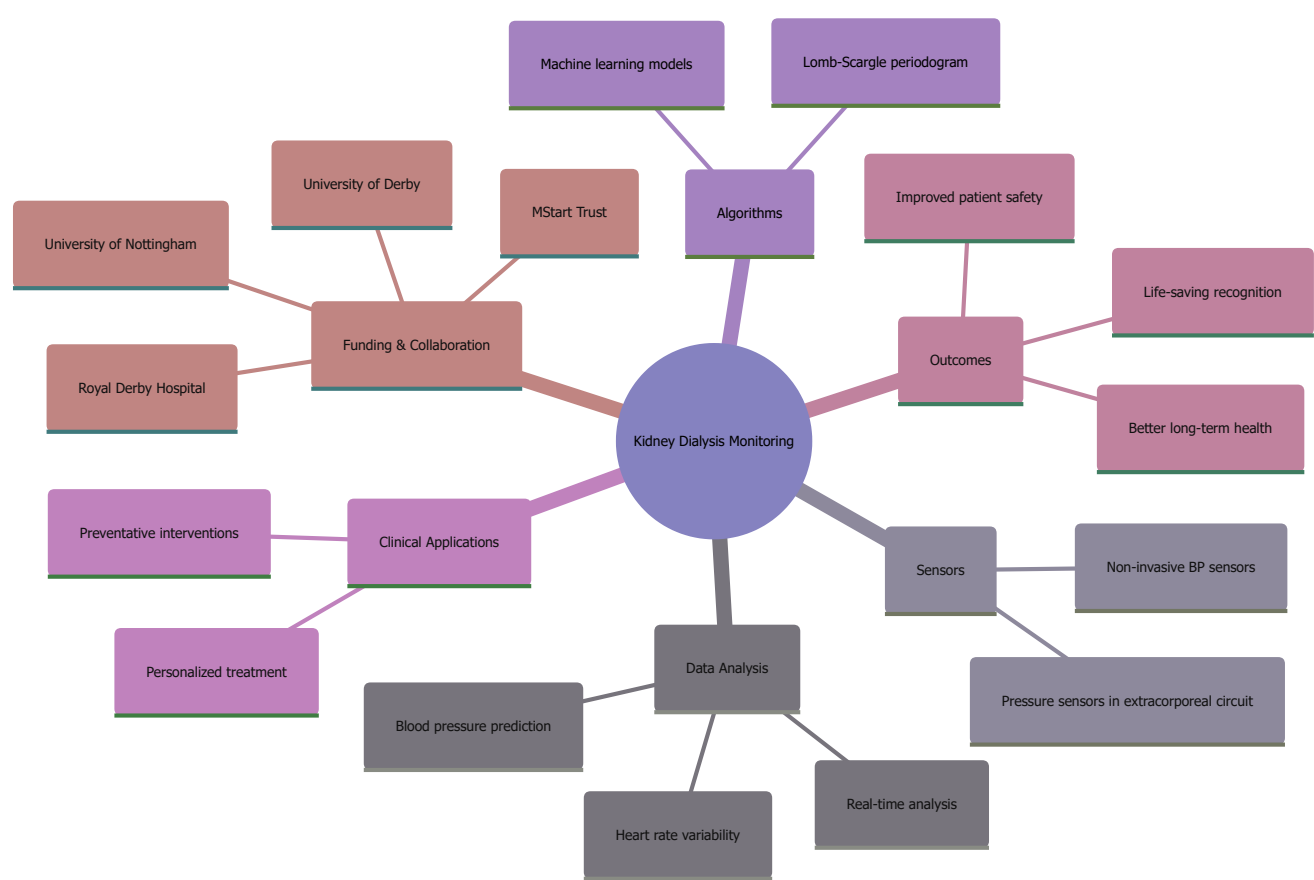 Machine learning models
Lomb-Scargle periodogram
University of Derby
MStart Trust
Algorithms
Improved patient safety
University of Nottingham
Life-saving recognition
Funding & Collaboration
Outcomes
Royal Derby Hospital
Better long-term health
Kidney Dialysis Monitoring
Preventative interventions
Clinical Applications
Sensors
Non-invasive BP sensors
Personalized treatment
Data Analysis
Pressure sensors in extracorporeal circuit
Blood pressure prediction
Real-time analysis
Heart rate variability